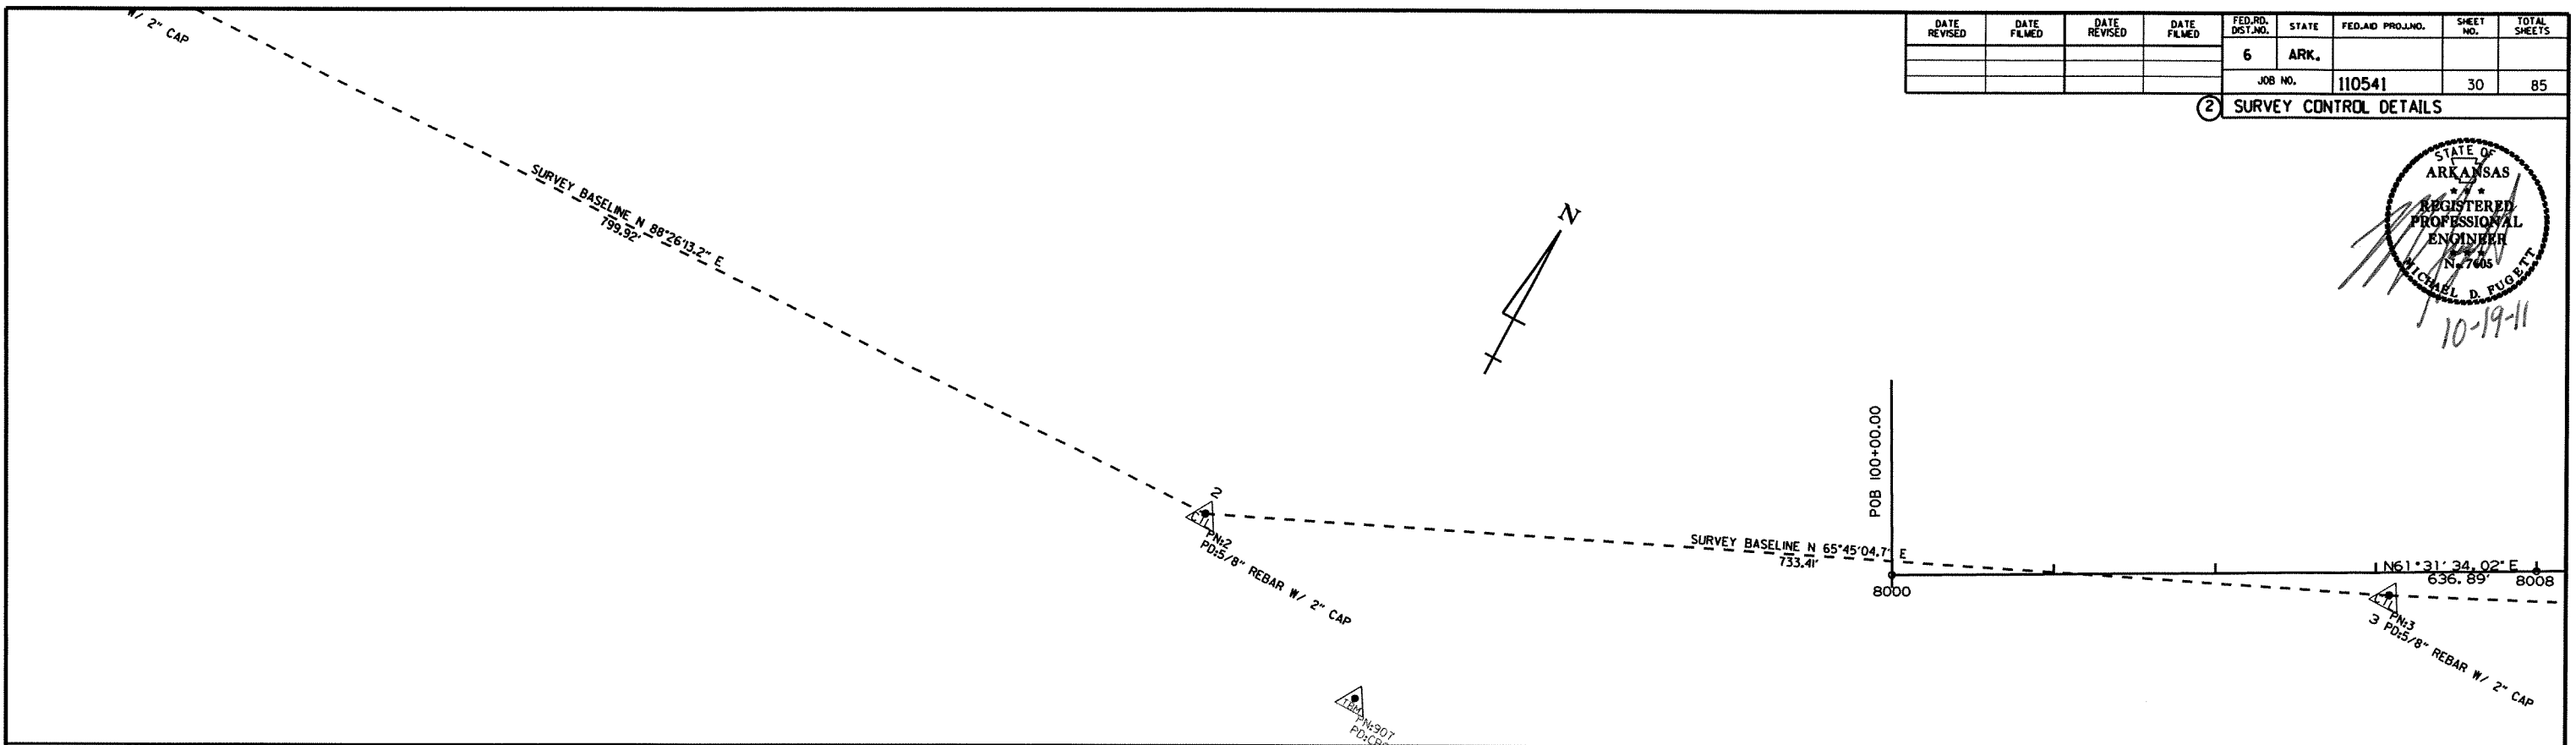 W/ 2" CAP
DATE REVISED
DATE FILMED
DATE REVISED
DATE FILMED
FED.RD. DIST.NO.
STATE
FED.AID PROJ.NO.
SHEET NO.
TOTAL SHEETS
6
ARK.
JOB NO.
110541
30
85
2
SURVEY CONTROL DETAILS
STATE OF
ARKANSAS
REGISTERED
PROFESSIONAL
ENGINEER
No. 7605
MICHAEL D. FUGETT
10-19-11
SURVEY BASELINE N 88°26'13.2" E
799.92'
N
POB 100+00.00
2
CTL
PN:2
PD:5/8" REBAR W/ 2" CAP
SURVEY BASELINE N 65°45'04.7" E
733.41'
8000
N61°31'34.02"E
636.89'
8008
CTL
PN:3
3 PD:5/8" REBAR W/ 2" CAP
TBM
PN:907